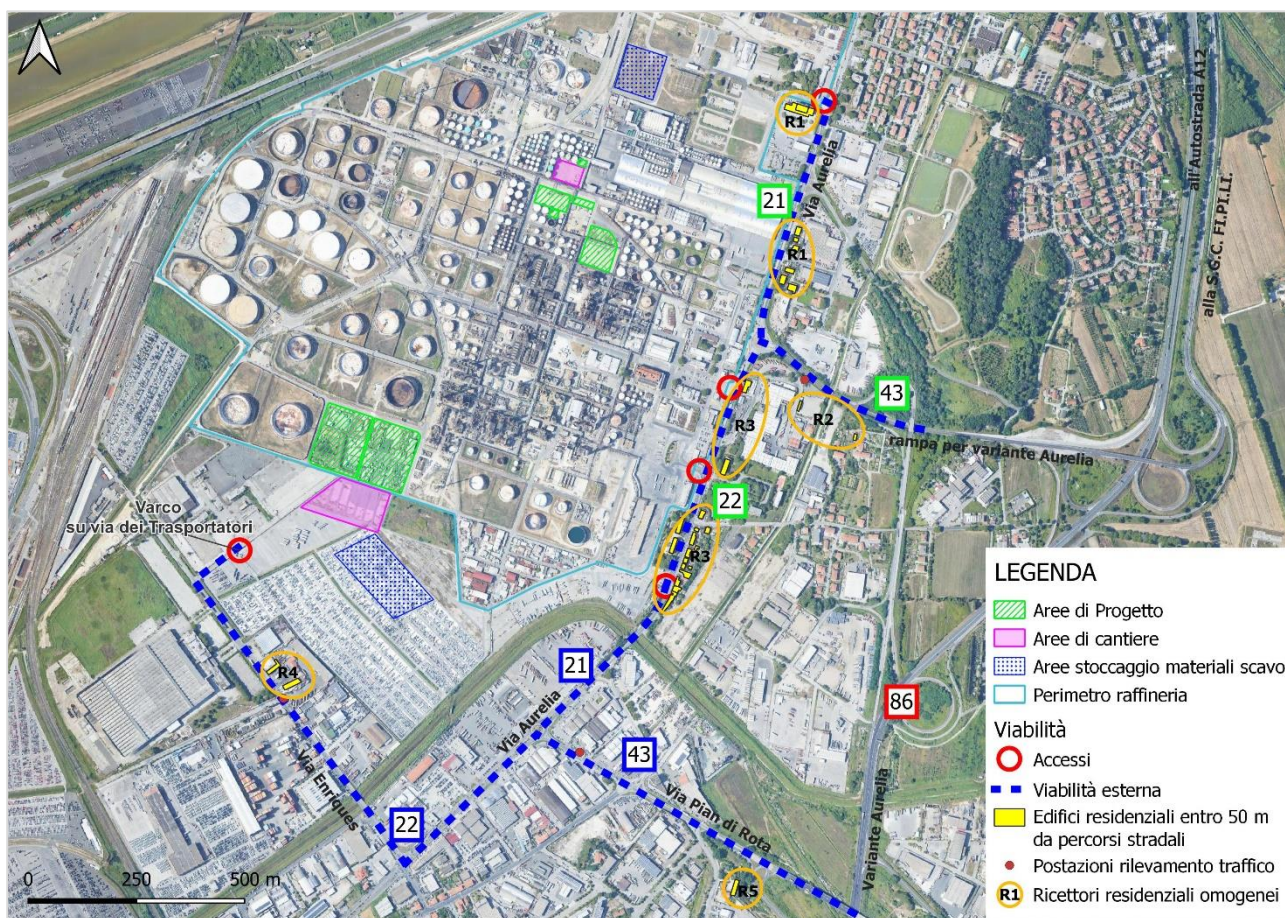 all'Autostrada A12
alla S.G.C. FI.PI.LI.
R1
21
Via Aurelia
R1
43
R3
R2
rampa per variante Aurelia
22
Varco
su via dei Trasportatori
R3
R4
21
86
Via Aurelia
43
Via Enriques
Via Pian di Rota
Variante Aurelia
22
R5
0 250 500 m
LEGENDA
Aree di Progetto
Aree di cantiere
Aree stoccaggio materiali scavo
Perimetro raffineria
Viabilità
Accessi
Viabilità esterna
Edifici residenziali entro 50 m
da percorsi stradali
Postazioni rilevamento traffico
R1 Ricettori residenziali omogenei